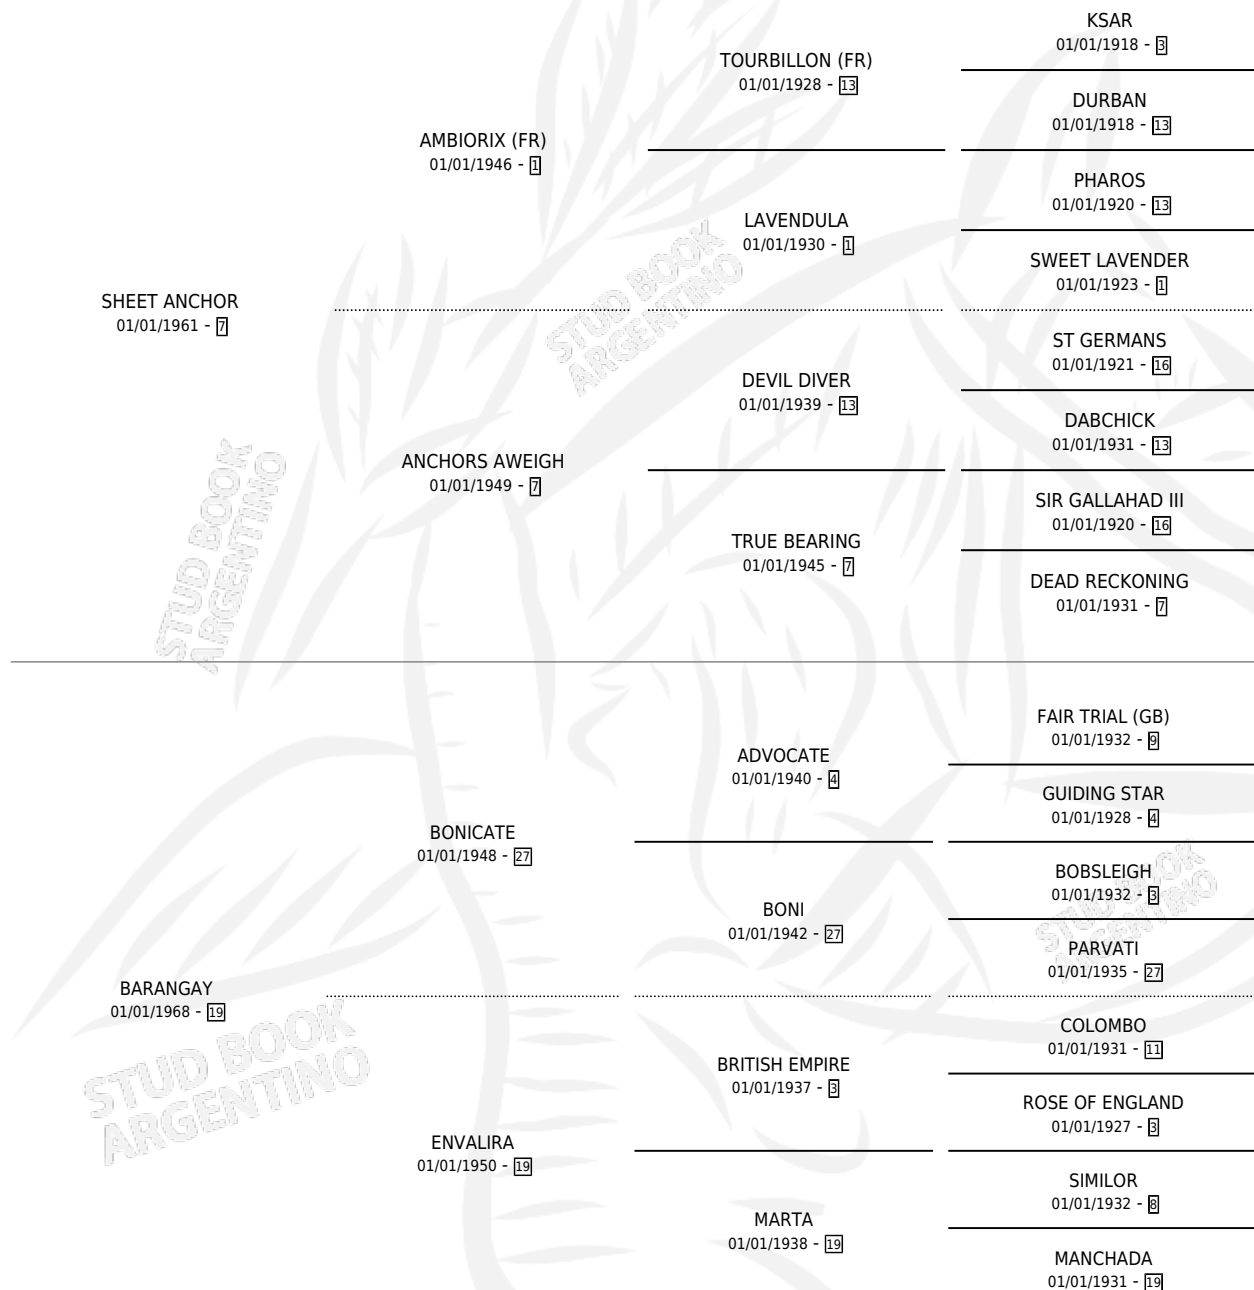 KSAR
01/01/1918 - 3
TOURBILLON (FR)
01/01/1928 - 13
DURBAN
01/01/1918 - 13
AMBIORIX (FR)
01/01/1946 - 1
PHAROS
01/01/1920 - 13
LAVENDULA
01/01/1930 - 1
SWEET LAVENDER
01/01/1923 - 1
SHEET ANCHOR
01/01/1961 - 7
STUD BOOK
ARGENTINO
ST GERMANS
01/01/1921 - 16
DEVIL DIVER
01/01/1939 - 13
DABCHICK
01/01/1931 - 13
ANCHORS AWEIGH
01/01/1949 - 7
SIR GALLAHAD III
01/01/1920 - 16
TRUE BEARING
01/01/1945 - 7
DEAD RECKONING
01/01/1931 - 7
STUD BOOK
ARGENTINO
FAIR TRIAL (GB)
01/01/1932 - 9
ADVOCATE
01/01/1940 - 4
GUIDING STAR
01/01/1928 - 4
BONICATE
01/01/1948 - 27
BOBSLEIGH
01/01/1932 - 3
BONI
01/01/1942 - 27
STUD BOOK
ARGENTINO
PARVATI
01/01/1935 - 27
BARANGAY
01/01/1968 - 19
COLOMBO
01/01/1931 - 11
STUD BOOK
ARGENTINO
BRITISH EMPIRE
01/01/1937 - 3
ROSE OF ENGLAND
01/01/1927 - 3
ENVALIRA
01/01/1950 - 19
SIMILOR
01/01/1932 - 8
MARTA
01/01/1938 - 19
MANCHADA
01/01/1931 - 19